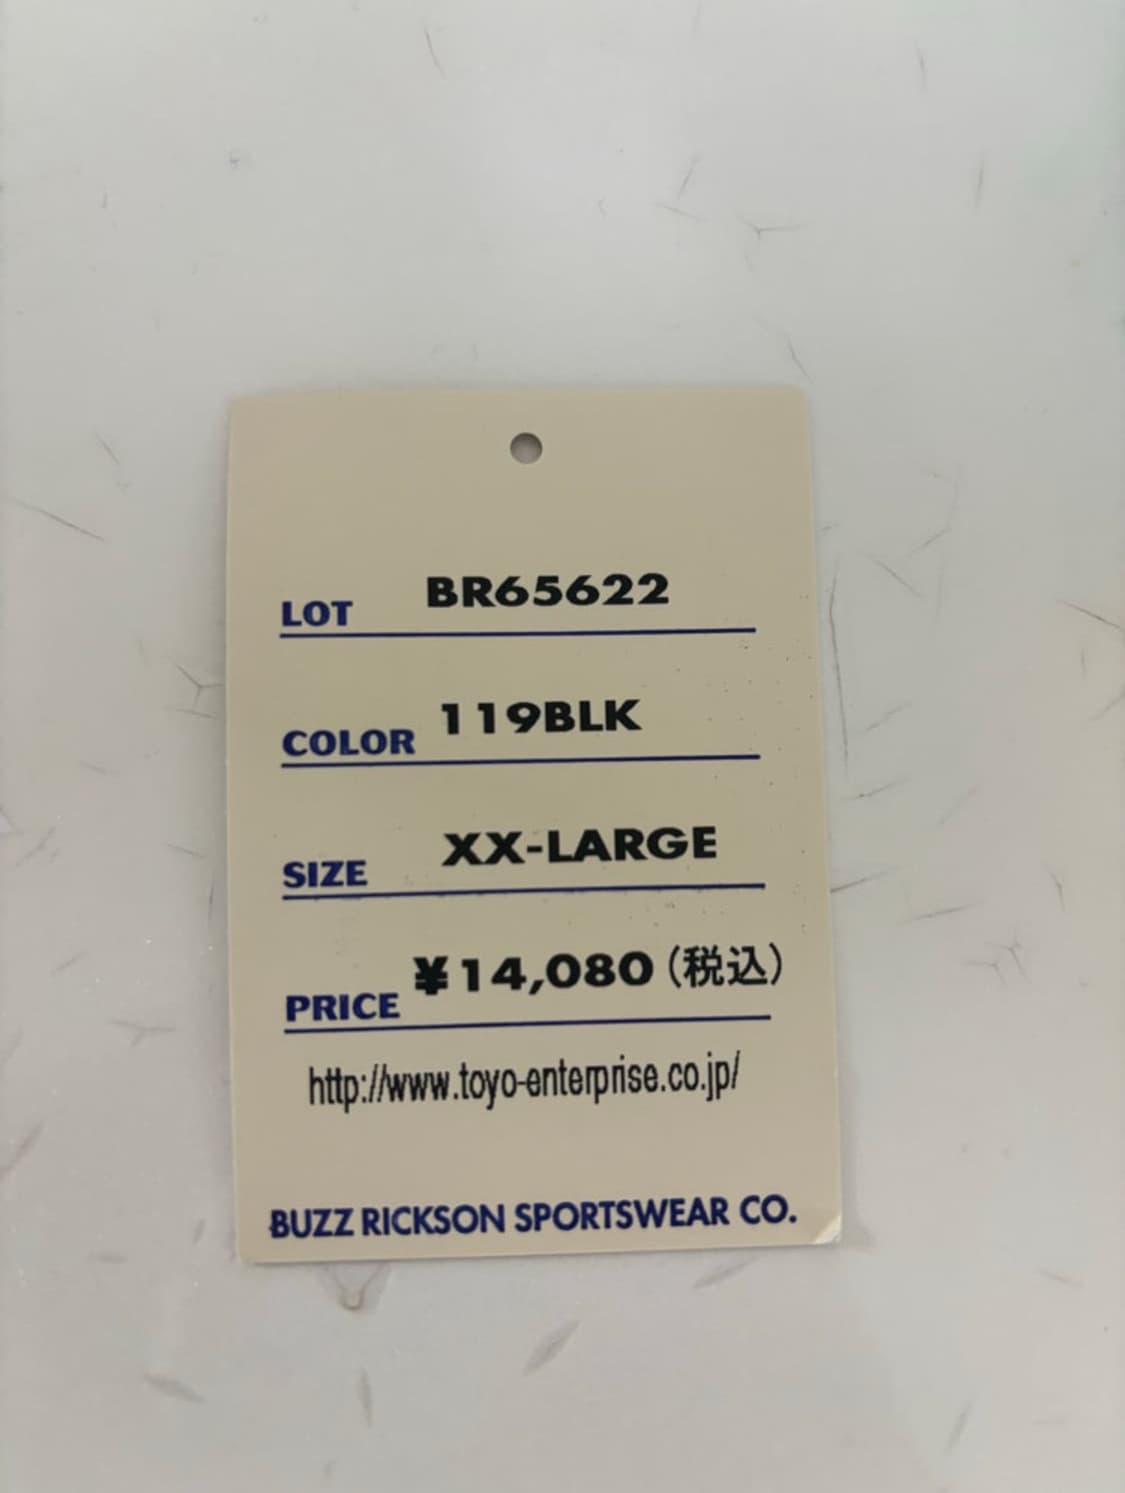 LOT BR65622
COLOR 119BLK
SIZE XX-LARGE
PRICE ¥14,080(税込)
http://www.toyo-enterprise.co.jp/
BUZZ RICKSON SPORTSWEAR CO.